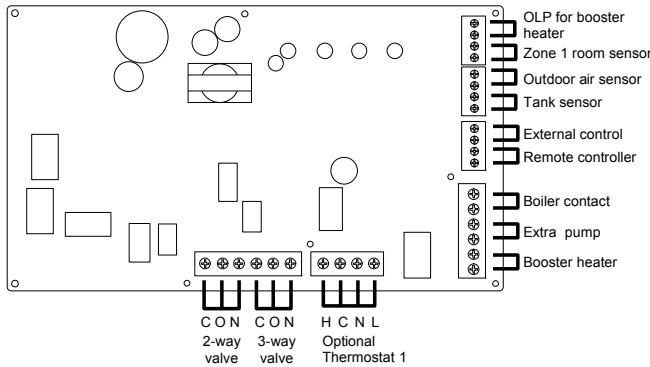 OLP for booster
heater
Zone 1 room sensor
Outdoor air sensor
Tank sensor
External control
Remote controller
Boiler contact
Extra pump
Booster heater
C O N C O N H C N L
2-way 3-way Optional
valve valve Thermostat 1